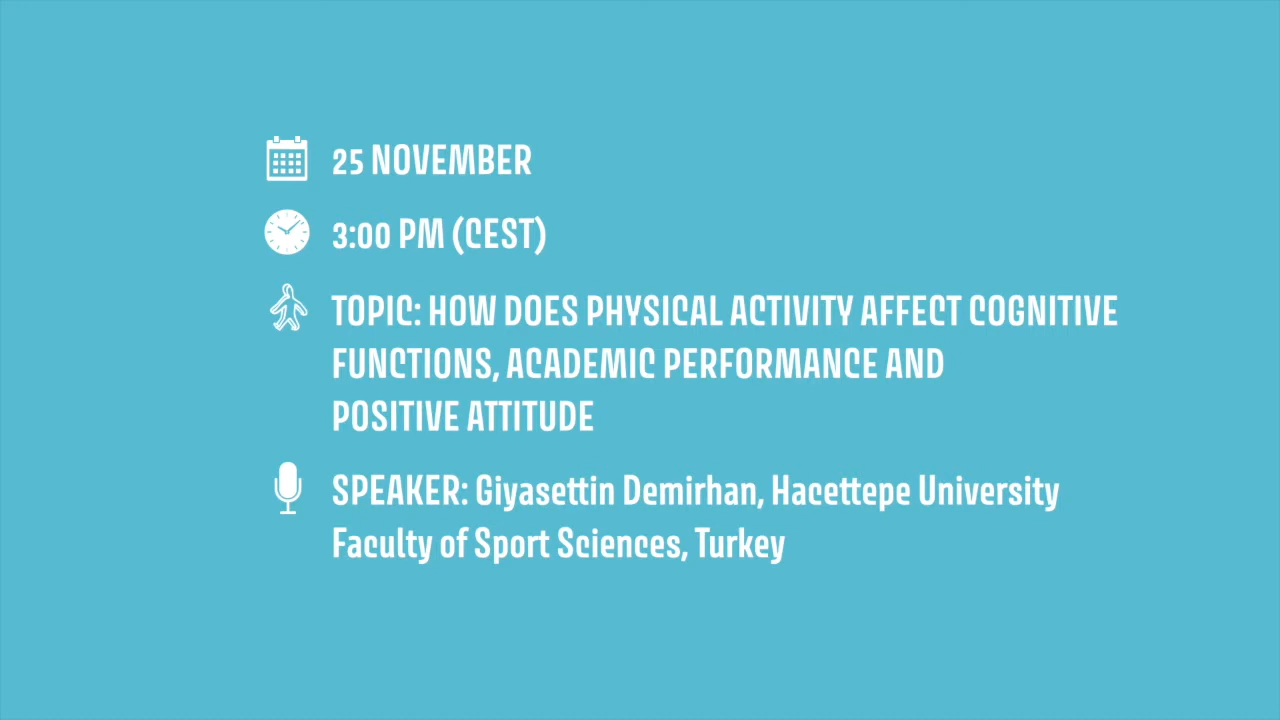 25 NOVEMBER
3:00 PM (CEST)
TOPIC: HOW DOES PHYSICAL ACTIVITY AFFECT COGNITIVE
FUNCTIONS, ACADEMIC PERFORMANCE AND
POSITIVE ATTITUDE
SPEAKER: Giyasettin Demirhan, Hacettepe University
Faculty of Sport Sciences, Turkey